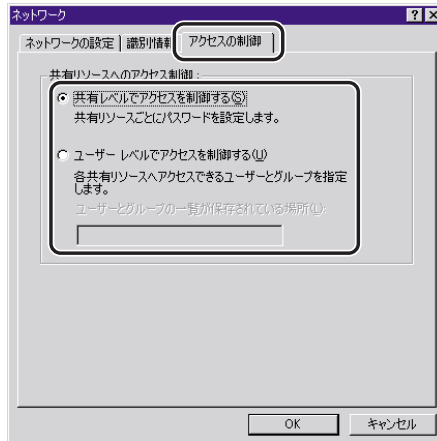 ネットワーク
ネットワークの設定 識別情報 アクセスの制御
共有リソースへのアクセス制御:
共有レベルでアクセスを制御する(S)
共有リソースごとにパスワードを設定します。
ユーザー レベルでアクセスを制御する(U)
各共有リソースへアクセスできるユーザーとグループを指定
します。
ユーザーとグループの一覧が保存されている場所(L):
OK キャンセル